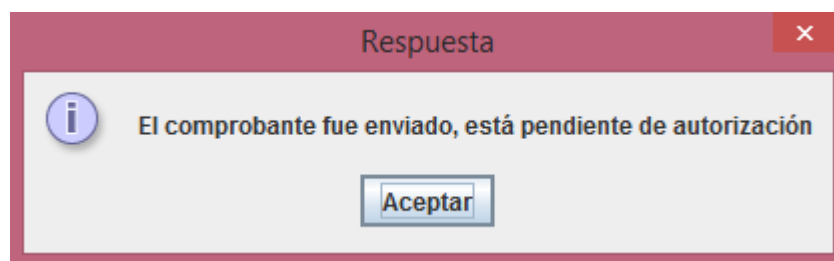 Respuesta
El comprobante fue enviado, está pendiente de autorización
Aceptar